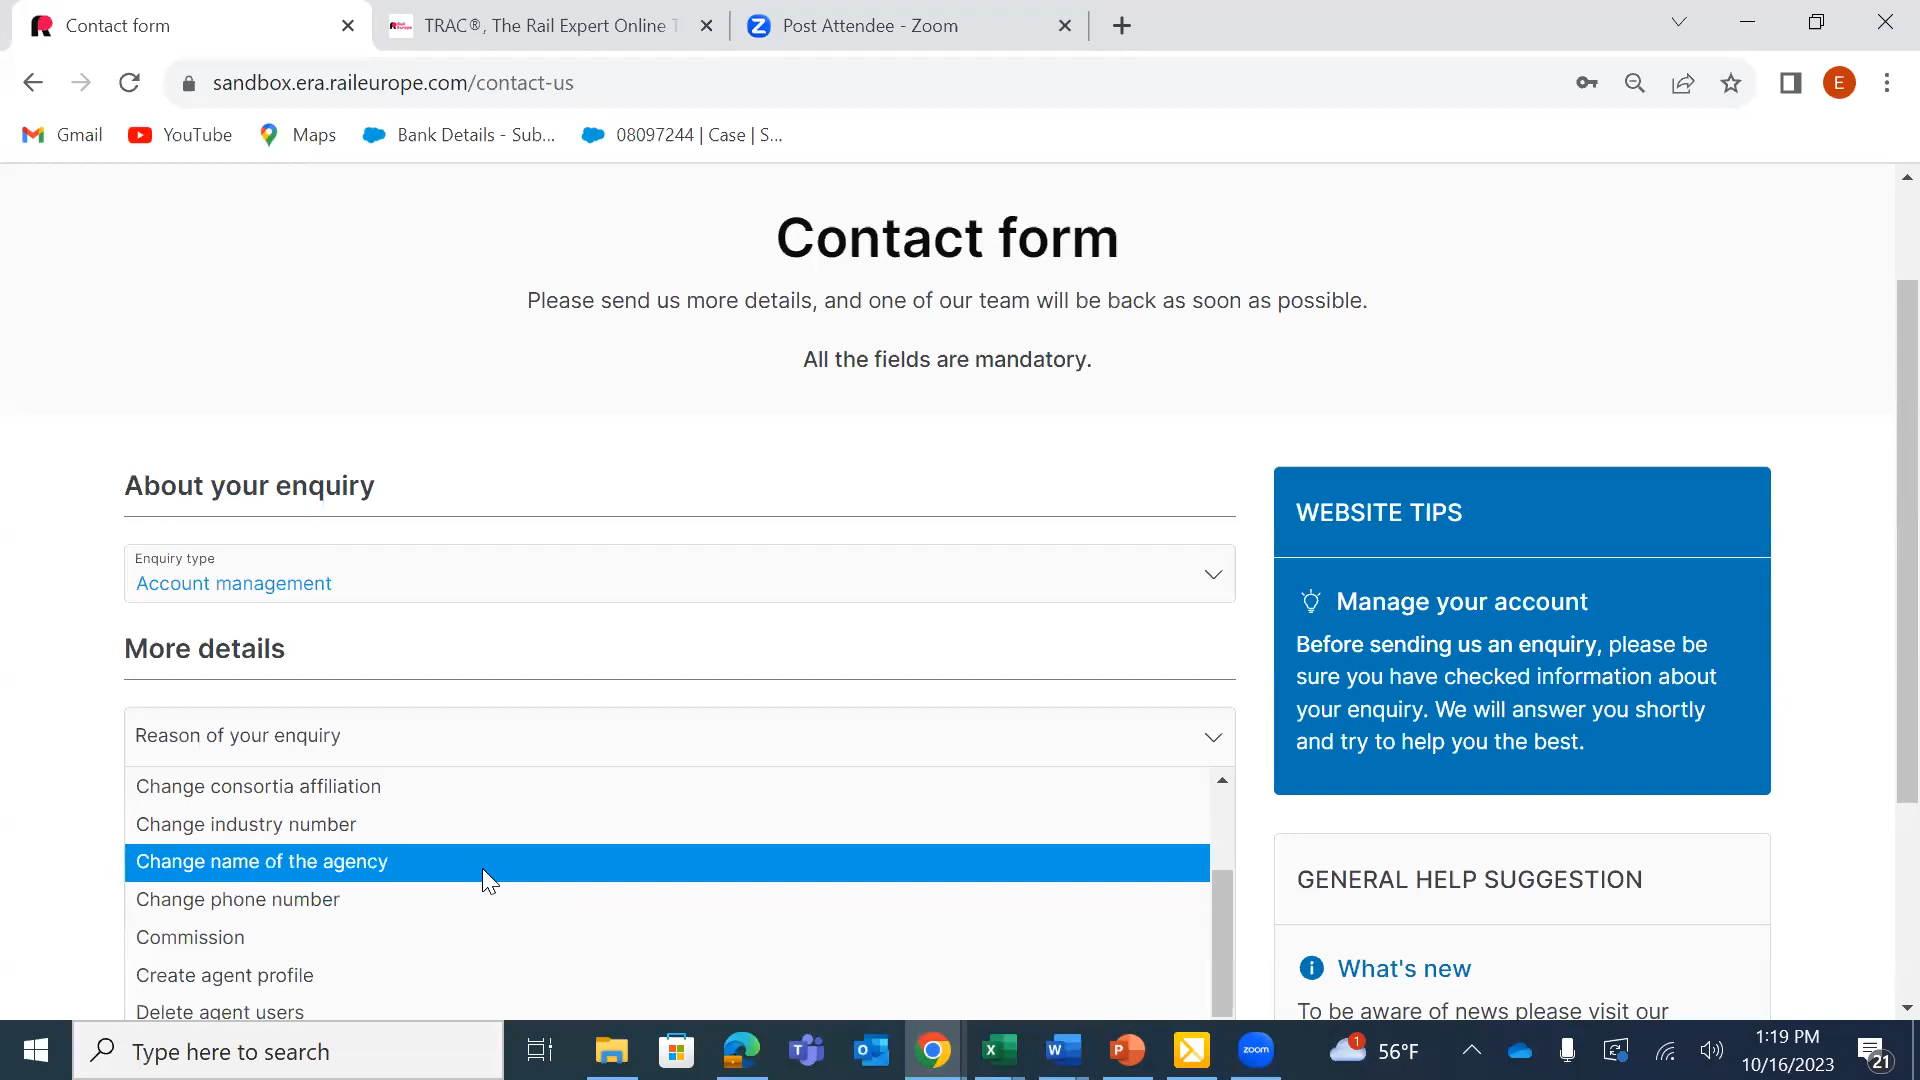 Contact form
TRAC®, The Rail Expert Online T
Post Attendee - Zoom
sandbox.era.raileurope.com/contact-us
E
Gmail
YouTube
Maps
Bank Details - Sub...
08097244 | Case | S...
Contact form
Please send us more details, and one of our team will be back as soon as possible.
All the fields are mandatory.
About your enquiry
Enquiry type
Account management
More details
Reason of your enquiry
Change consortia affiliation
Change industry number
Change name of the agency
Change phone number
Commission
Create agent profile
Delete agent users
WEBSITE TIPS
Manage your account
Before sending us an enquiry, please be
sure you have checked information about
your enquiry. We will answer you shortly
and try to help you the best.
GENERAL HELP SUGGESTION
What's new
To be aware of news please visit our
Type here to search
zoom
1
56°F
1:19 PM
10/16/2023
21